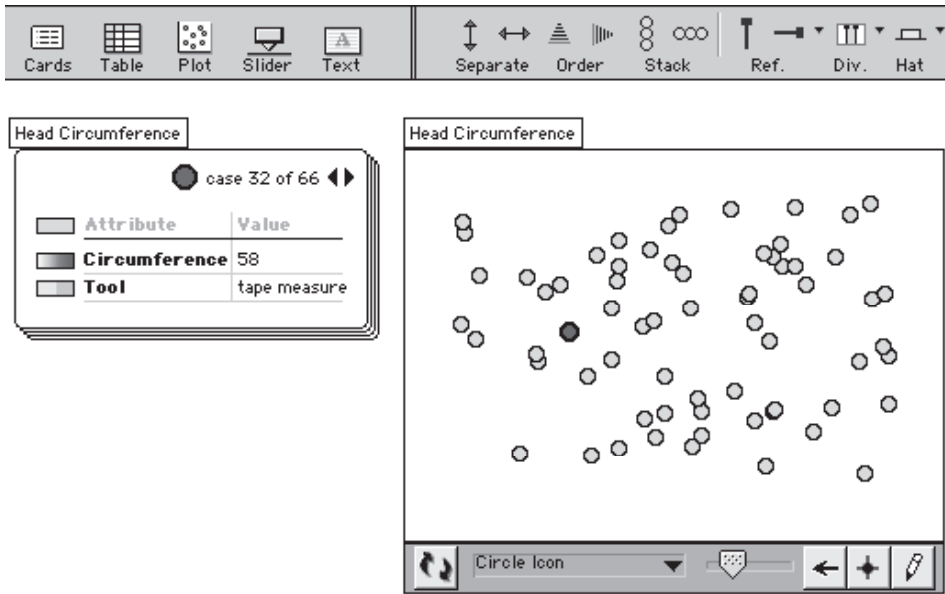 Cards Table Plot Slider Text Separate Order Stack Ref. Div. Hat
A
Head Circumference
case 32 of 66
Attribute Value
Circumference 58
Tool tape measure
Head Circumference
Circle Icon